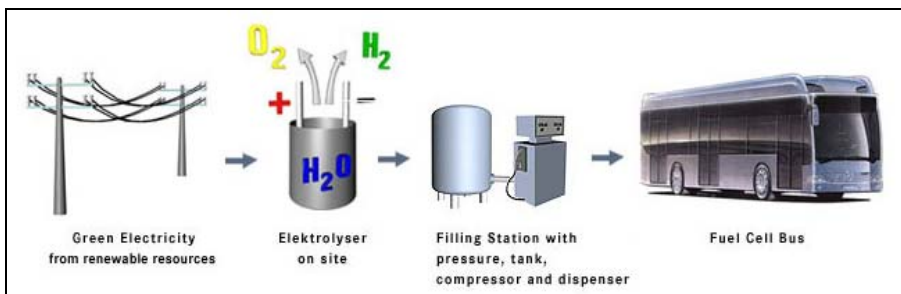 O2
H2
+
−
H2O
Green Electricity
from renewable resources
Elektrolyser
on site
Filling Station with
pressure, tank,
compressor and dispenser
Fuel Cell Bus